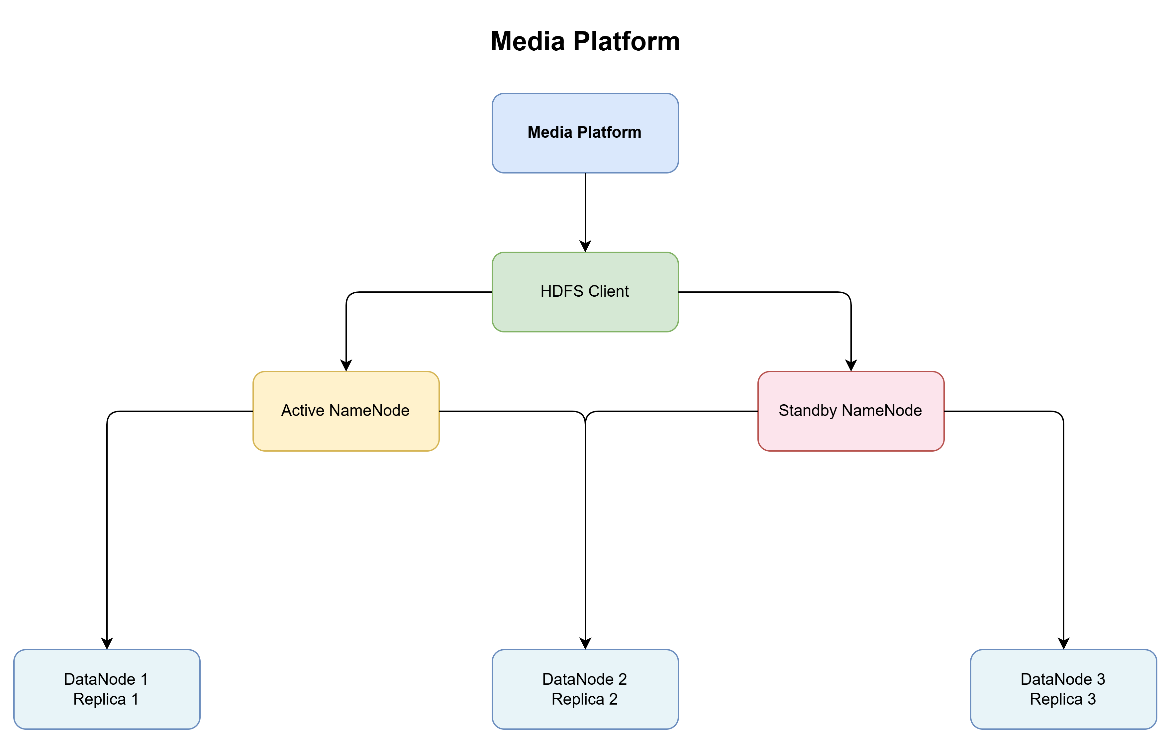 Media Platform
Media Platform
HDFS Client
Active NameNode
Standby NameNode
DataNode 1
Replica 1
DataNode 2
Replica 2
DataNode 3
Replica 3